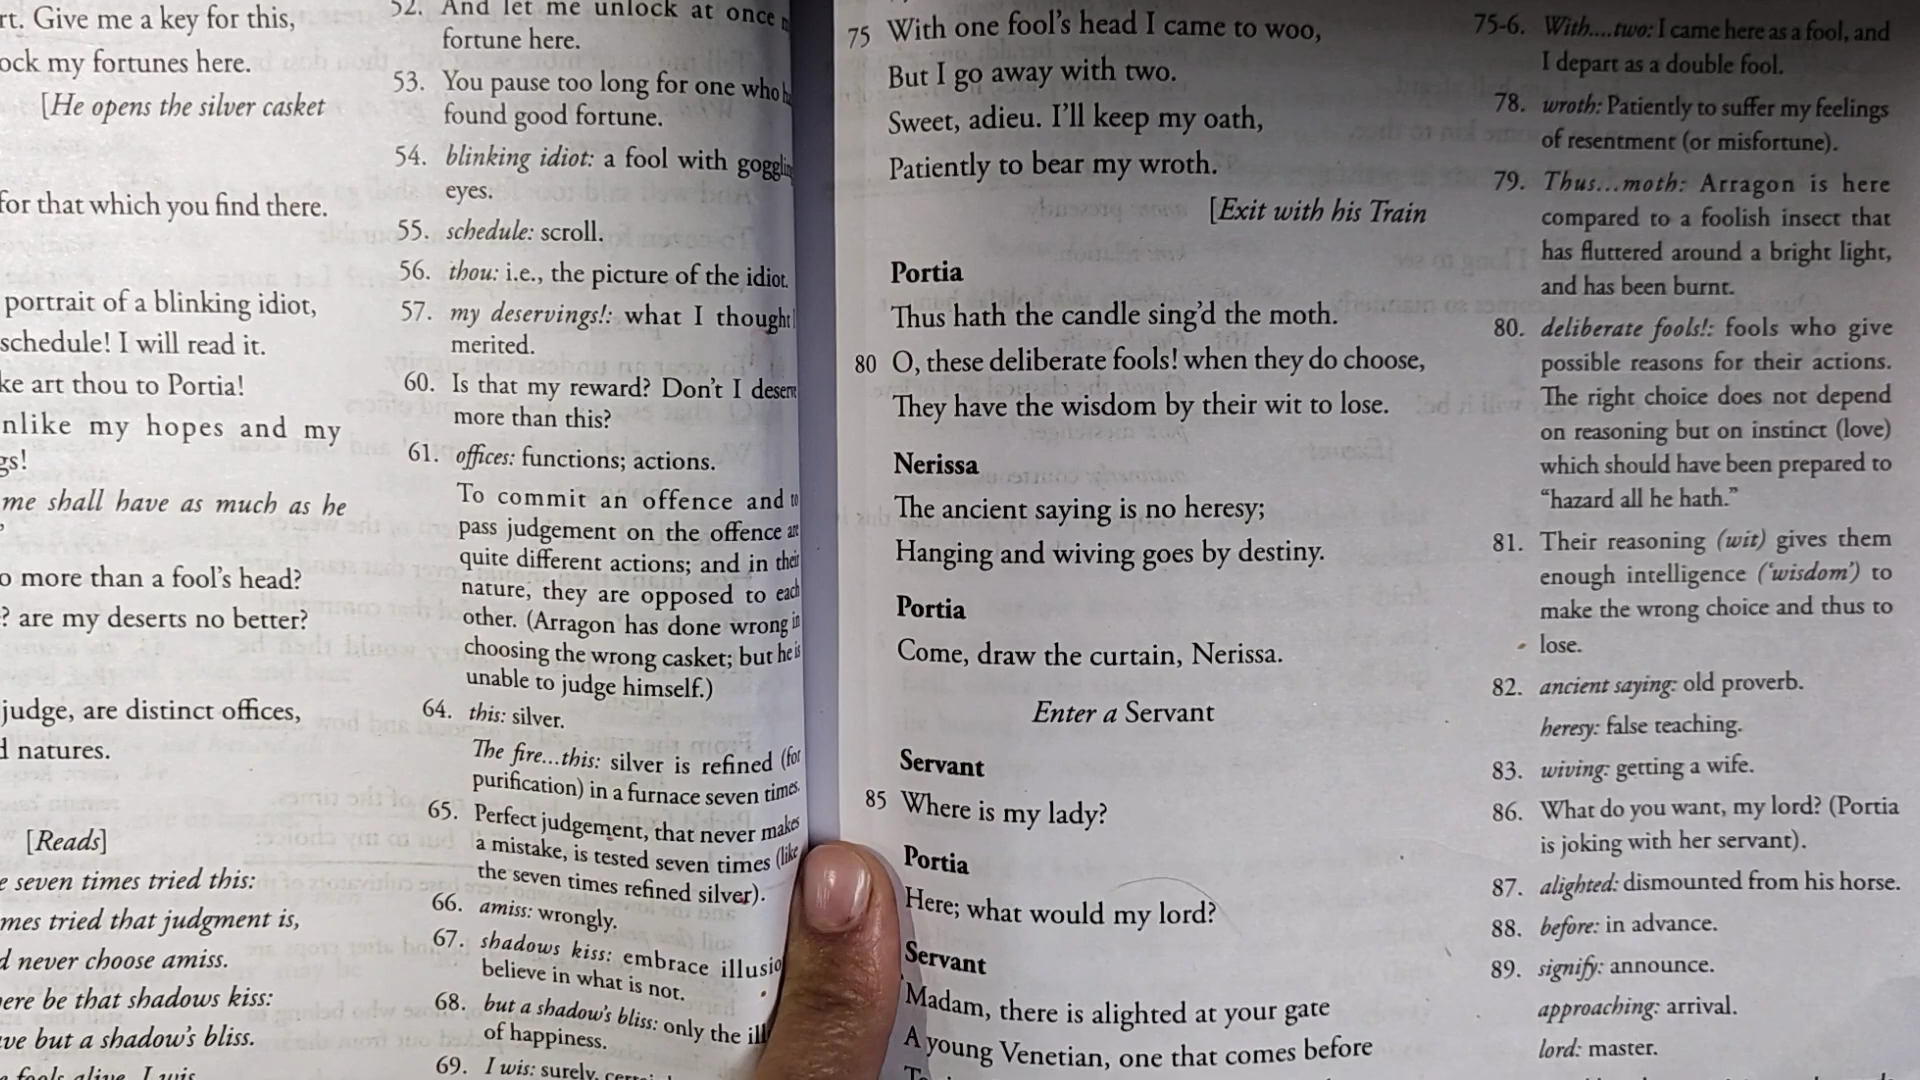 rt. Give me a key for this,
ock my fortunes here.
[He opens the silver casket
for that which you find there.
portrait of a blinking idiot,
schedule! I will read it.
ke art thou to Portia!
nlike my hopes and my
gs!
me shall have as much as he
o more than a fool's head?
? are my deserts no better?
judge, are distinct offices,
d natures.
[Reads]
e seven times tried this:
mes tried that judgment is,
d never choose amiss.
ere be that shadows kiss:
ve but a shadow's bliss.
e fools alive, I wis
52. And let me unlock at once
fortune here.
53. You pause too long for one who
found good fortune.
54. blinking idiot: a fool with
eyes.
55. schedule: scroll.
56. thou: i.e., the picture of the idiot.
57. my deservings!: what I thought
merited.
60. Is that my reward? Don't I deserve
more than this?
61. offices: functions; actions.
To commit an offence and to
pass judgement on the offence are
quite different actions; and in their
nature, they are opposed to each
other. (Arragon has done wrong in
choosing the wrong casket; but he is
unable to judge himself.)
64. this: silver.
The fire...this: silver is refined (for
purification) in a furnace seven times.
65. Perfect judgement, that never makes
a mistake, is tested seven times (like
the seven times refined silver).
66. amiss: wrongly.
67. shadows kiss: embrace illusio
believe in what is not.
68. but a shadow's bliss: only the ill
of happiness.
69. I wis: surely,
75 With one fool's head I came to woo,
But I go away with two.
Sweet, adieu. I'll keep my oath,
Patiently to bear my wroth.
[Exit with his Train
Portia
Thus hath the candle sing'd the moth.
80 O, these deliberate fools! when they do choose,
They have the wisdom by their wit to lose.
Nerissa
The ancient saying is no heresy;
Hanging and wiving goes by destiny.
Portia
Come, draw the curtain, Nerissa.
Enter a Servant
Servant
85 Where is my lady?
Portia
Here; what would my lord?
Servant
Madam, there is alighted at your gate
A young Venetian, one that comes before
75-6. With....two: I came here as a fool, and
I depart as a double fool.
78. wroth: Patiently to suffer my feelings
of resentment (or misfortune).
79. Thus...moth: Arragon is here
compared to a foolish insect that
has fluttered around a bright light,
and has been burnt.
80. deliberate fools!: fools who give
possible reasons for their actions.
The right choice does not depend
on reasoning but on instinct (love)
which should have been prepared to
"hazard all he hath."
81. Their reasoning (wit) gives them
enough intelligence ('wisdom') to
make the wrong choice and thus to
lose.
82. ancient saying: old proverb.
heresy: false teaching.
83. wiving: getting a wife.
86. What do you want, my lord? (Portia
is joking with her servant).
87. alighted: dismounted from his horse.
88. before: in advance.
89. signify: announce.
approaching: arrival.
lord: master.